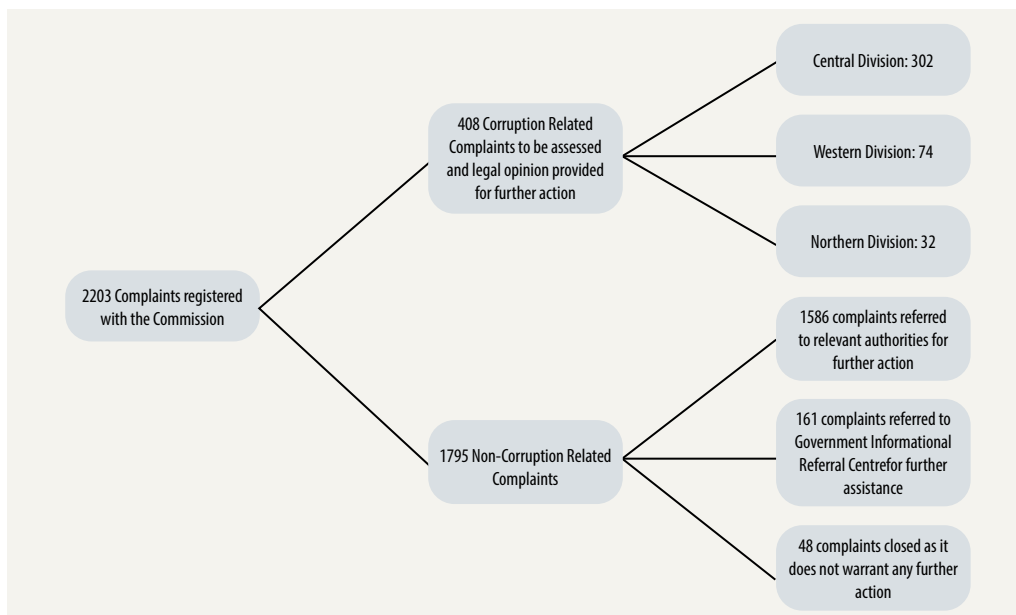 2203 Complaints registered
with the Commission
408 Corruption Related
Complaints to be assessed
and legal opinion provided
for further action
Central Division: 302
Western Division: 74
Northern Division: 32
1795 Non-Corruption Related
Complaints
1586 complaints referred
to relevant authorities for
further action
161 complaints referred to
Government Informational
Referral Centrefor further
assistance
48 complaints closed as it
does not warrant any further
action